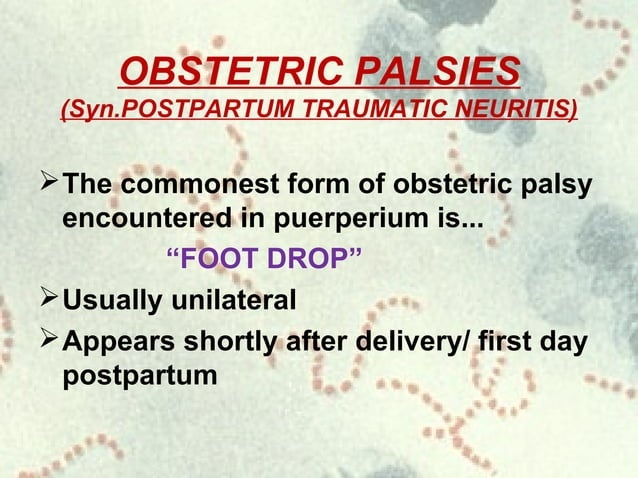 OBSTETRIC PALSIES
(Syn.POSTPARTUM TRAUMATIC NEURITIS)
➢The commonest form of obstetric palsy
encountered in puerperium is...
“FOOT DROP”
➢Usually unilateral
➢Appears shortly after delivery/ first day
postpartum